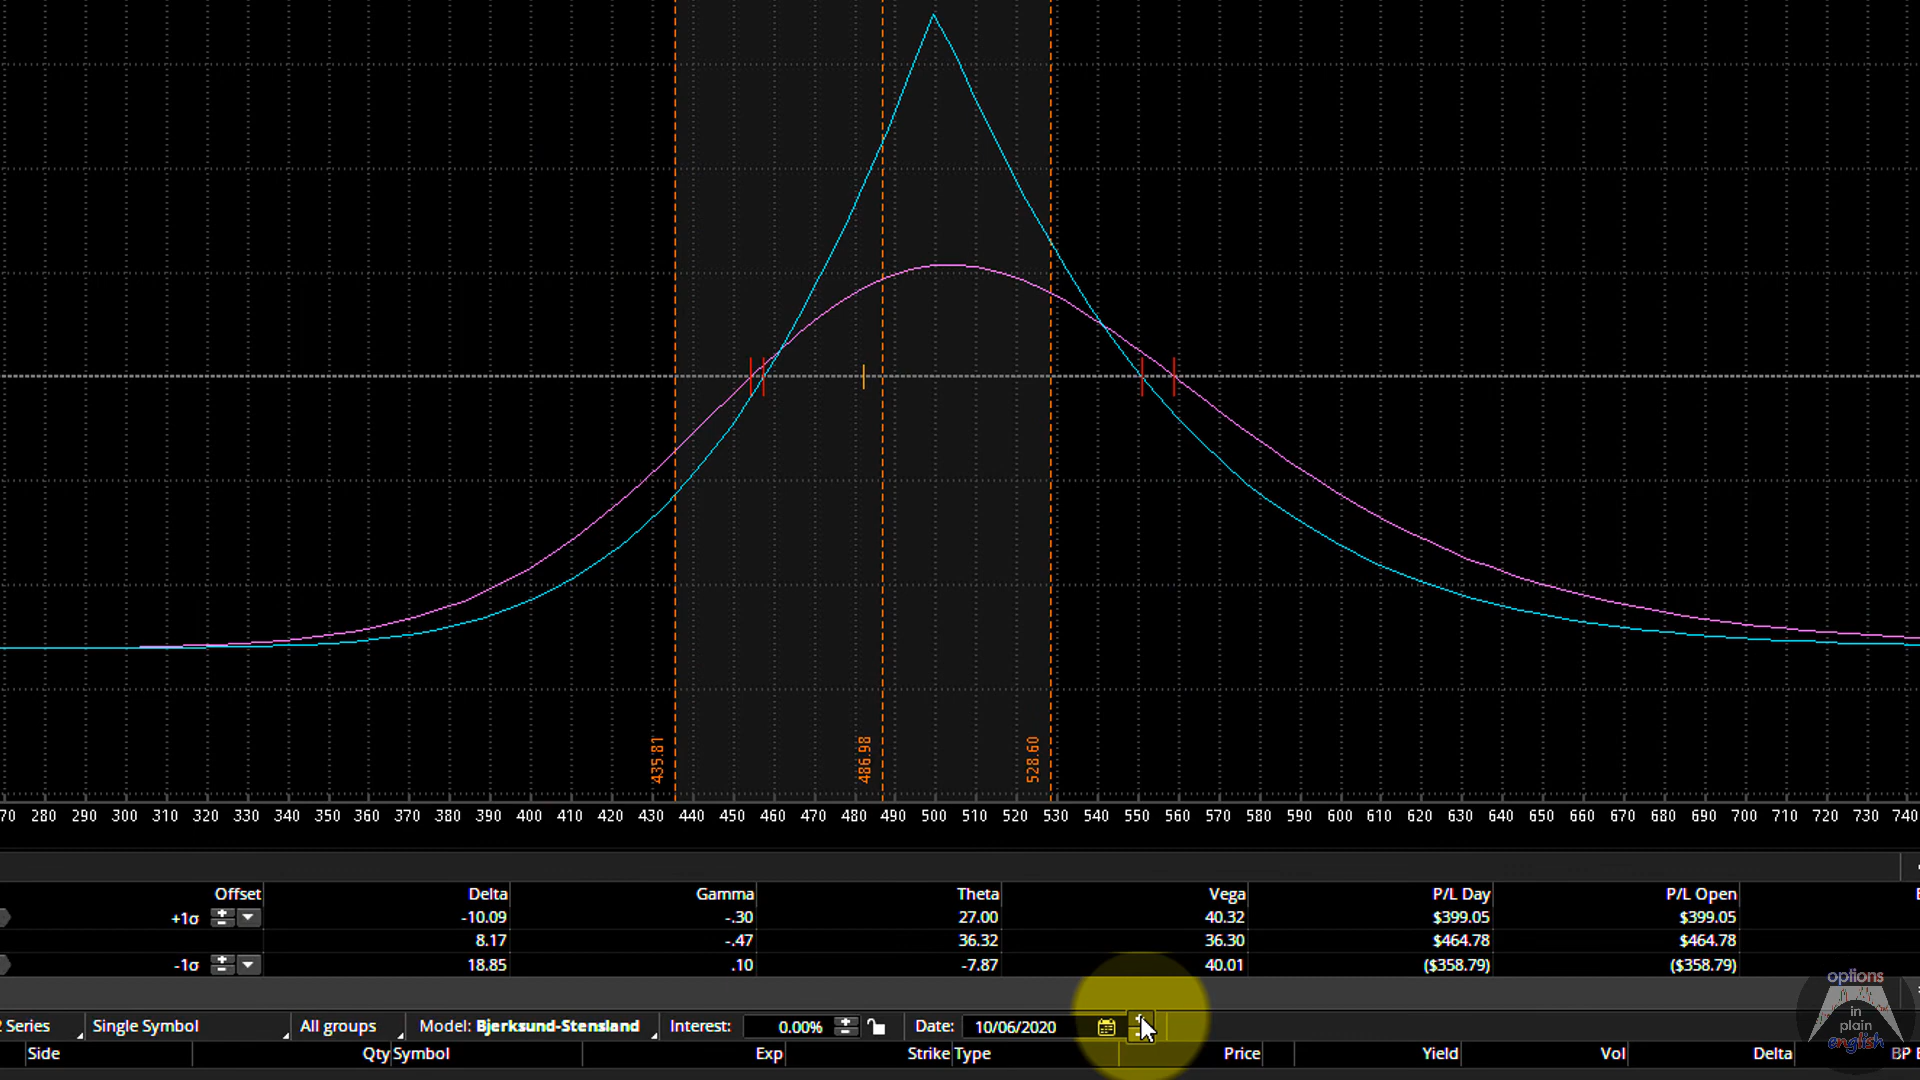 435.81
486.98
528.60
70 280 290 300 310 320 330 340 350 360 370 380 390 400 410 420 430 440 450 460 470 480 490 500 510 520 530 540 550 560 570 580 590 600 610 620 630 640 650 660 670 680 690 700 710 720 730 740
Offset Delta Gamma Theta Vega P/L Day P/L Open
+1σ -10.09 -.30 27.00 40.32 $399.05 $399.05
8.17 -.47 36.32 36.30 $464.78 $464.78
-1σ 18.85 .10 -7.87 40.01 ($358.79) ($358.79)
Series Single Symbol All groups Model: Bjerksund-Stensland Interest: 0.00% Date: 10/06/2020
Side Qty Symbol Exp Strike Type Price Yield Vol Delta BP
options
in
plain
english